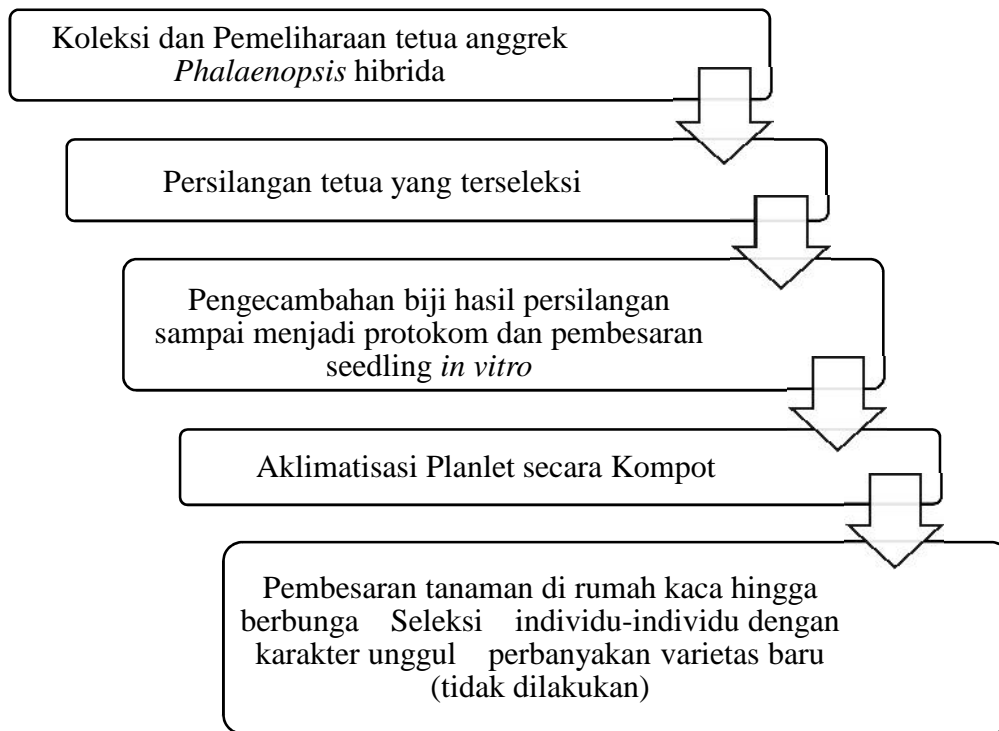 Koleksi dan Pemeliharaan tetua anggrek
Phalaenopsis hibrida
Persilangan tetua yang terseleksi
Pengecambahan biji hasil persilangan
sampai menjadi protokom dan pembesaran
seedling in vitro
Aklimatisasi Planlet secara Kompot
Pembesaran tanaman di rumah kaca hingga
berbunga Seleksi individu-individu dengan
karakter unggul perbanyakan varietas baru
(tidak dilakukan)